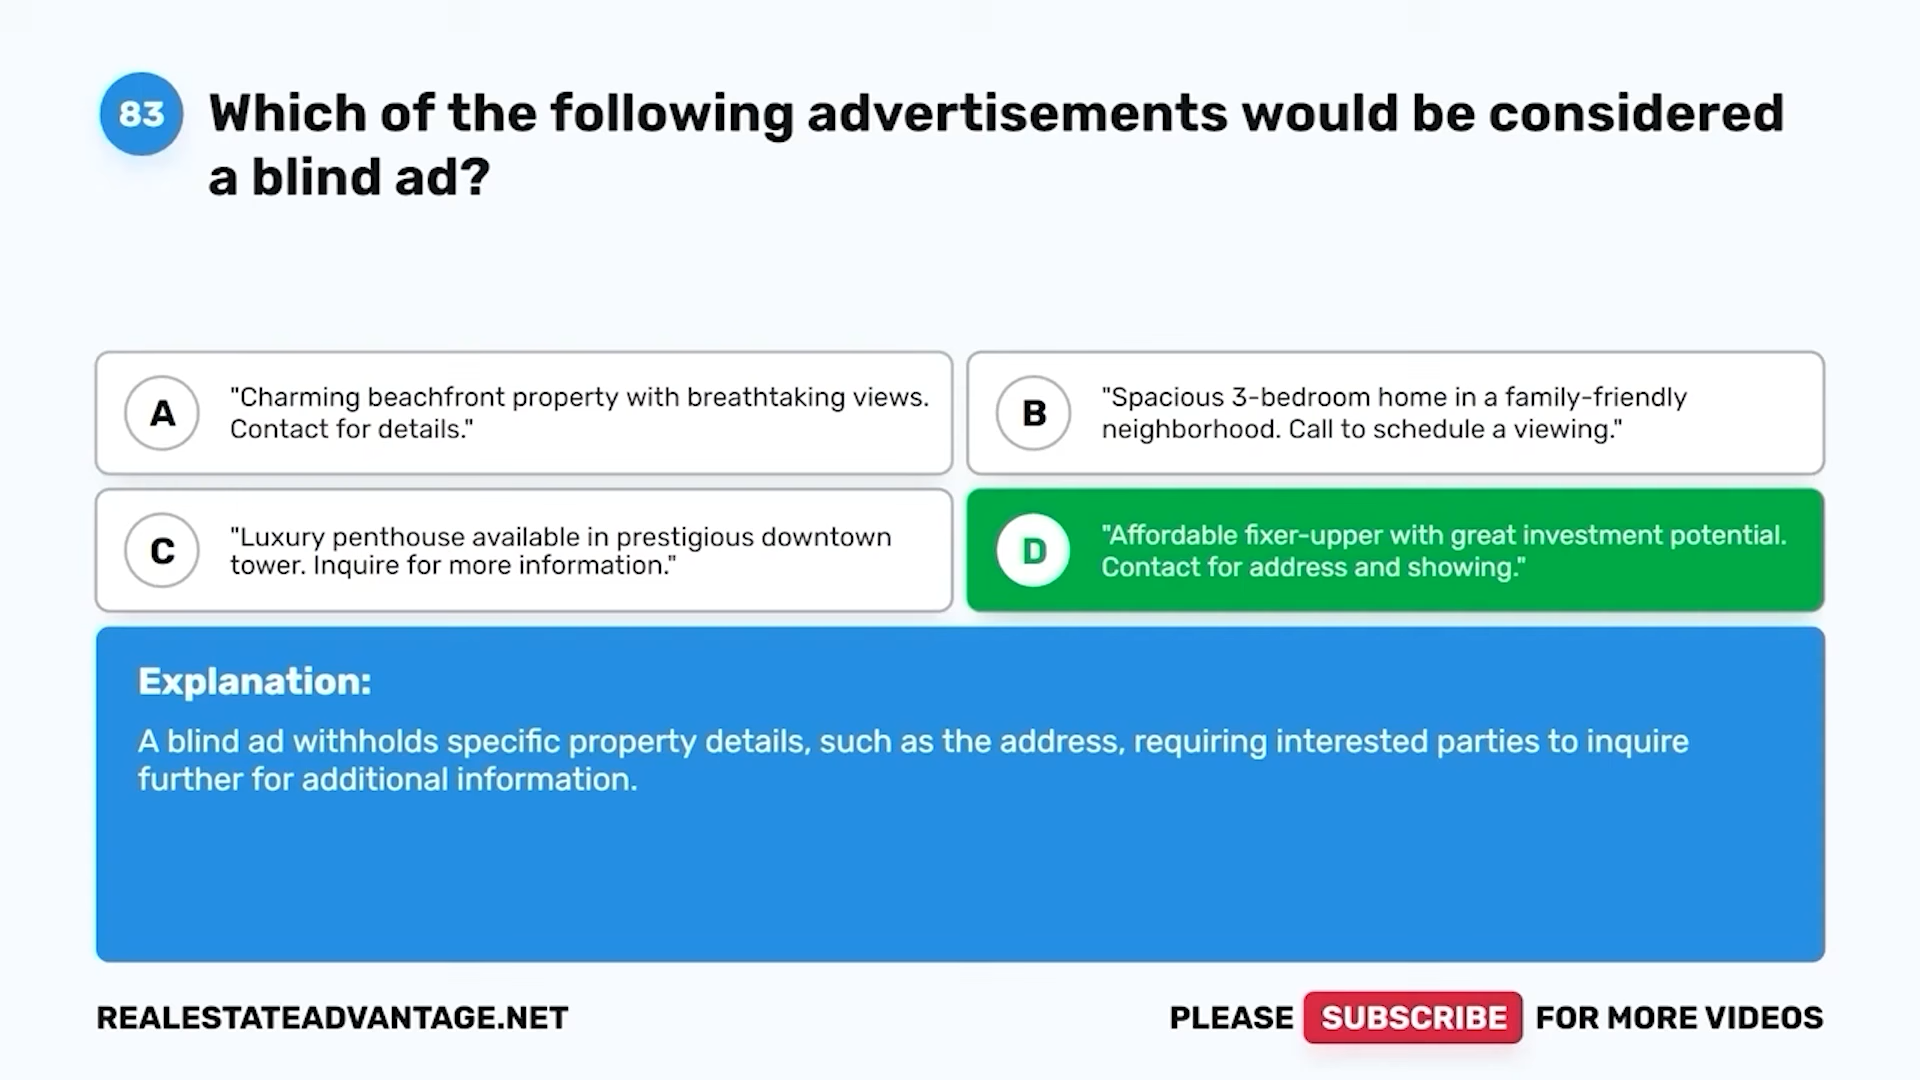 83
Which of the following advertisements would be considered
a blind ad?
A
"Charming beachfront property with breathtaking views.
Contact for details."
B
"Spacious 3-bedroom home in a family-friendly
neighborhood. Call to schedule a viewing."
C
"Luxury penthouse available in prestigious downtown
tower. Inquire for more information."
D
"Affordable fixer-upper with great investment potential.
Contact for address and showing."
Explanation:
A blind ad withholds specific property details, such as the address, requiring interested parties to inquire
further for additional information.
REALESTATEADVANTAGE.NET
PLEASE SUBSCRIBE FOR MORE VIDEOS